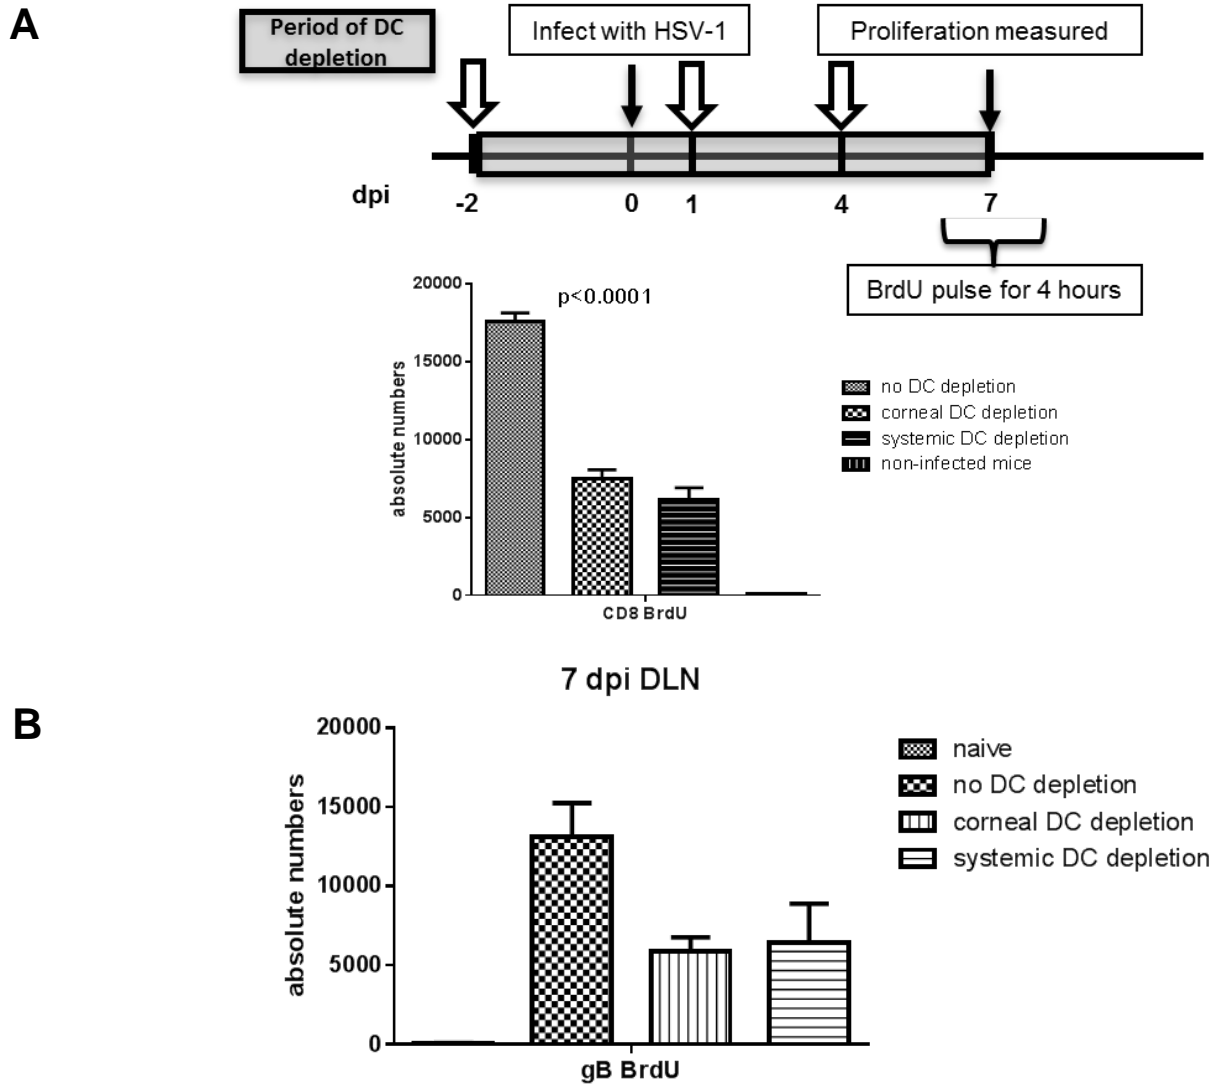 A
Period of DC
depletion
Infect with HSV-1
Proliferation measured
dpi
-2
0
1
4
7
BrdU pulse for 4 hours
20000
15000
10000
5000
0
absolute numbers
p<0.0001
CD8 BrdU
no DC depletion
corneal DC depletion
systemic DC depletion
non-infected mice
7 dpi DLN
B
20000
15000
10000
5000
0
absolute numbers
gB BrdU
naive
no DC depletion
corneal DC depletion
systemic DC depletion